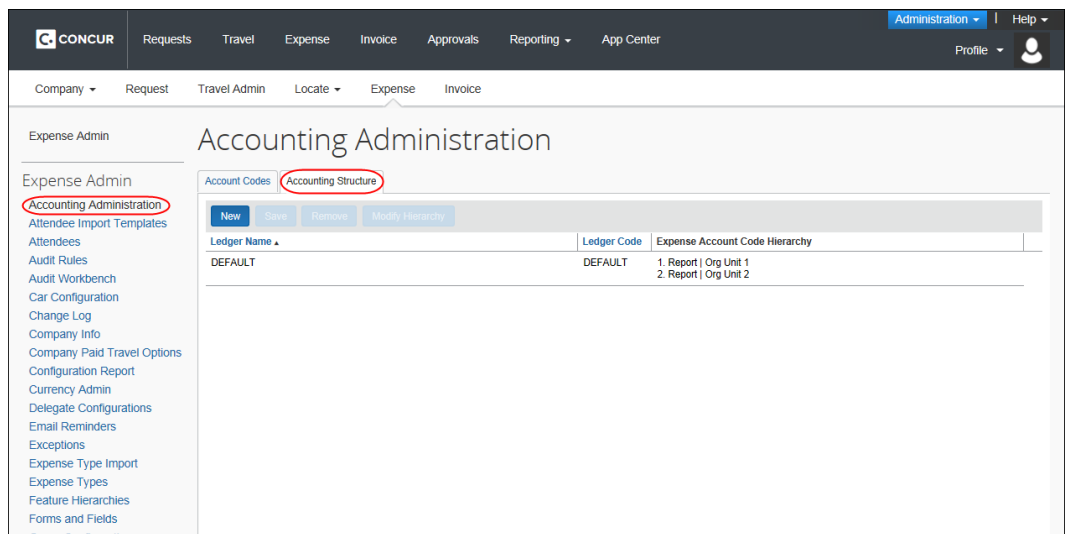 Administration | Help
C. CONCUR Requests Travel Expense Invoice Approvals Reporting App Center
Profile
Company Request Travel Admin Locate Expense Invoice
Expense Admin
Accounting Administration
Expense Admin
Account Codes Accounting Structure
Accounting Administration
New Save Remove Modify Hierarchy
Attendee Import Templates
Attendees
Ledger Name Ledger Code Expense Account Code Hierarchy
Audit Rules
DEFAULT DEFAULT 1. Report | Org Unit 1
2. Report | Org Unit 2
Audit Workbench
Car Configuration
Change Log
Company Info
Company Paid Travel Options
Configuration Report
Currency Admin
Delegate Configurations
Email Reminders
Exceptions
Expense Type Import
Expense Types
Feature Hierarchies
Forms and Fields